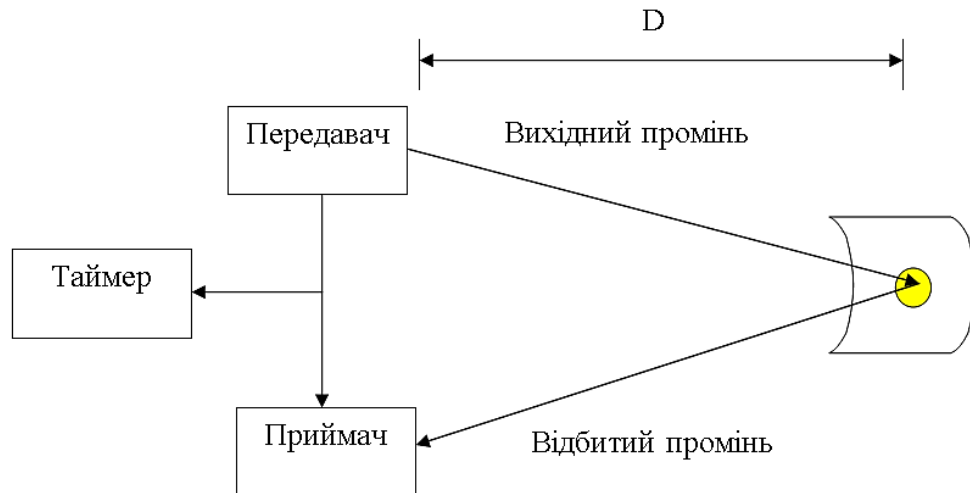 D
Передавач
Вихідний промінь
Таймер
Приймач
Відбитий промінь